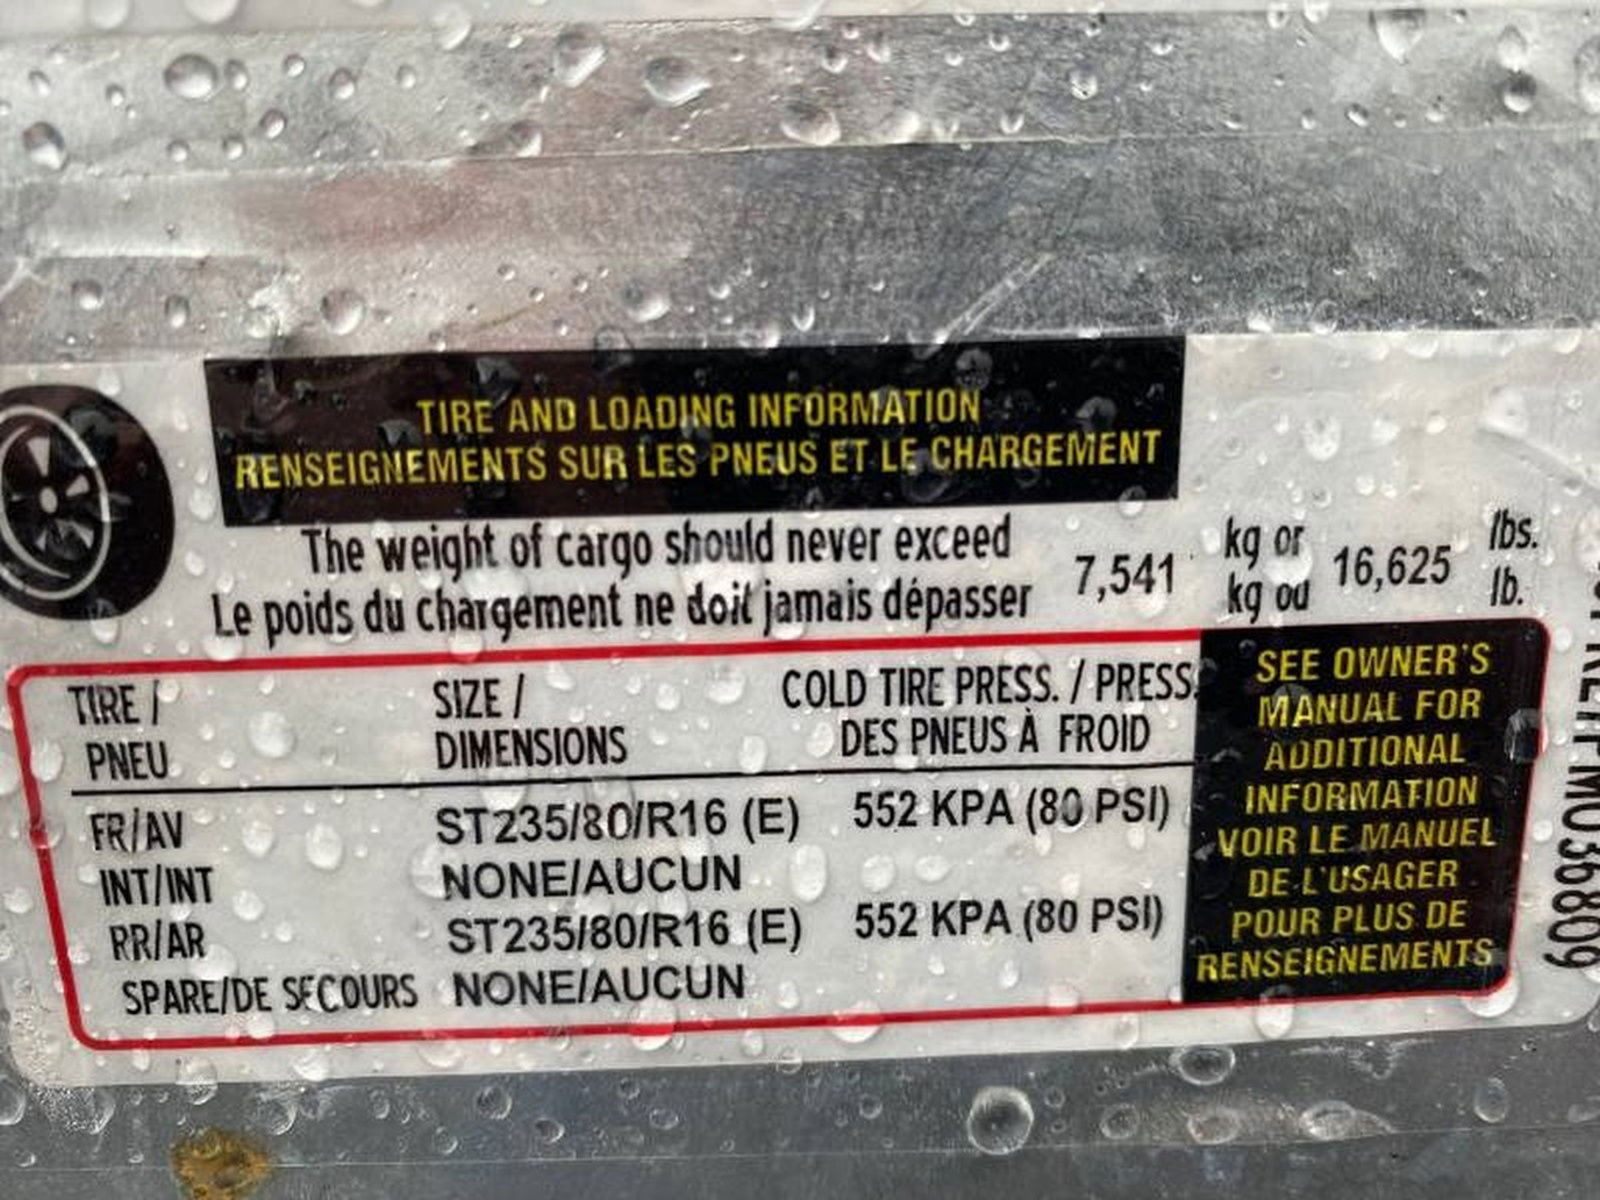 TIRE AND LOADING INFORMATION
RENSEIGNEMENTS SUR LES PNEUS ET LE CHARGEMENT
The weight of cargo should never exceed 7,541 kg or 16,625 lbs.
Le poids du chargement ne doit jamais dépasser kg ou lb.
TIRE / SIZE / COLD TIRE PRESS. / PRESS.
PNEU DIMENSIONS DES PNEUS À FROID
FR/AV ST235/80/R16 (E) 552 KPA (80 PSI)
INT/INT NONE/AUCUN
RR/AR ST235/80/R16 (E) 552 KPA (80 PSI)
SPARE/DE SECOURS NONE/AUCUN
SEE OWNER'S
MANUAL FOR
ADDITIONAL
INFORMATION
VOIR LE MANUEL
DE L'USAGER
POUR PLUS DE
RENSEIGNEMENTS